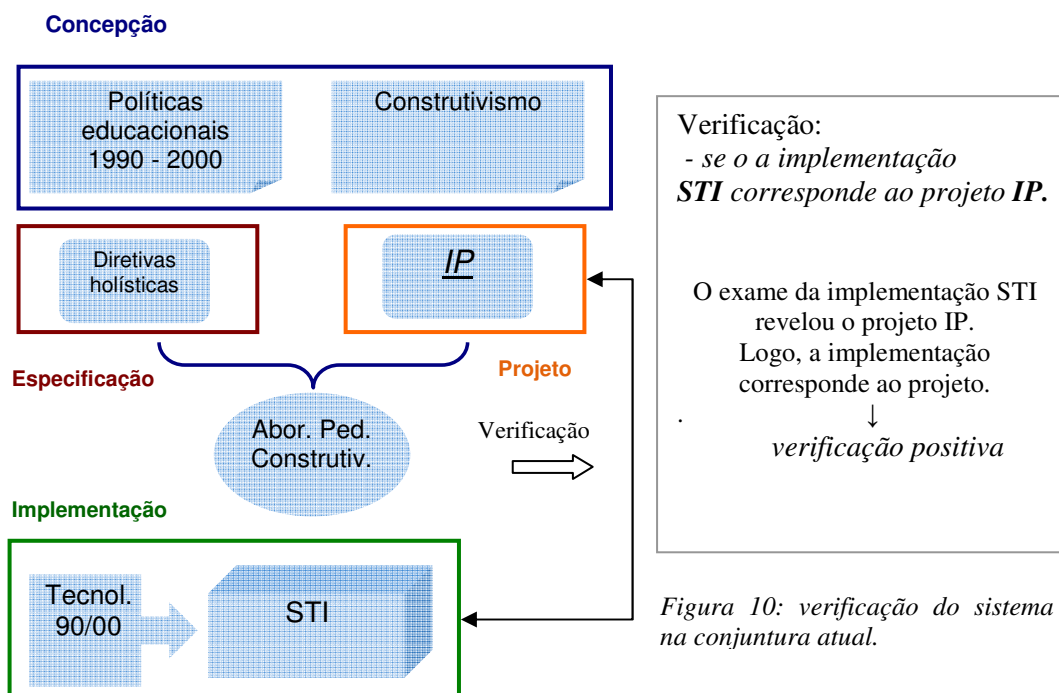 Concepção
Políticas
educacionais
1990 - 2000
Construtivismo
Diretivas
holísticas
IP
Especificação
Projeto
Abor. Ped.
Construtiv.
Verificação
Implementação
Tecnol.
90/00
STI
Verificação:
- se o a implementação
STI corresponde ao projeto IP.
O exame da implementação STI
revelou o projeto IP.
Logo, a implementação
corresponde ao projeto.
.
↓
verificação positiva
Figura 10: verificação do sistema
na conjuntura atual.